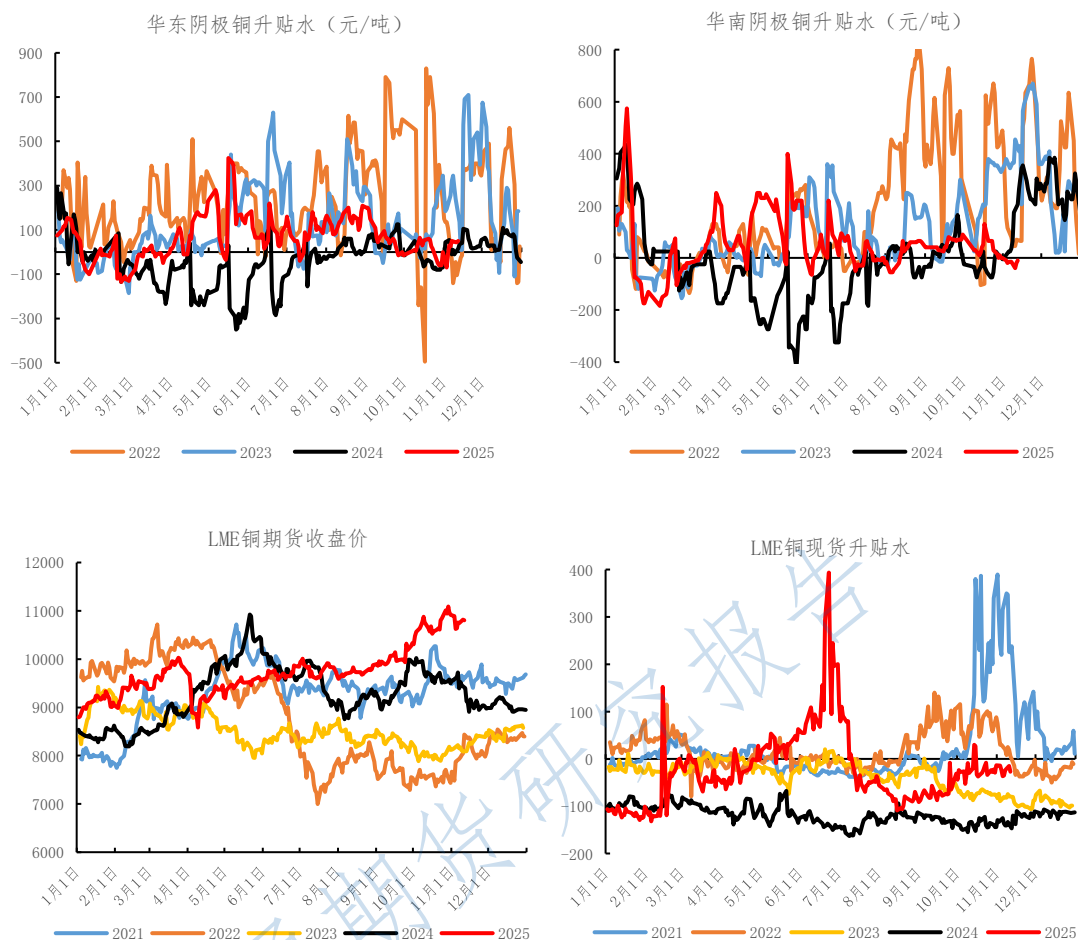 华东阴极铜升贴水（元/吨）
900
700
500
300
100
-100
-300
-500
1月1日
2月1日
3月1日
4月1日
5月1日
6月1日
7月1日
8月1日
9月1日
10月1日
11月1日
12月1日
2022
2023
2024
2025
华南阴极铜升贴水（元/吨）
800
600
400
200
0
-200
-400
1月1日
2月1日
3月1日
4月1日
5月1日
6月1日
7月1日
8月1日
9月1日
10月1日
11月1日
12月1日
2022
2023
2024
2025
LME铜期货收盘价
12000
11000
10000
9000
8000
7000
6000
1月1日
2月1日
3月1日
4月1日
5月1日
6月1日
7月1日
8月1日
9月1日
10月1日
11月1日
12月1日
2021
2022
2023
2024
2025
LME铜现货升贴水
400
300
200
100
0
-100
-200
1月1日
2月1日
3月1日
4月1日
5月1日
6月1日
7月1日
8月1日
9月1日
10月1日
11月1日
12月1日
2021
2022
2023
2024
2025
期货研究报告